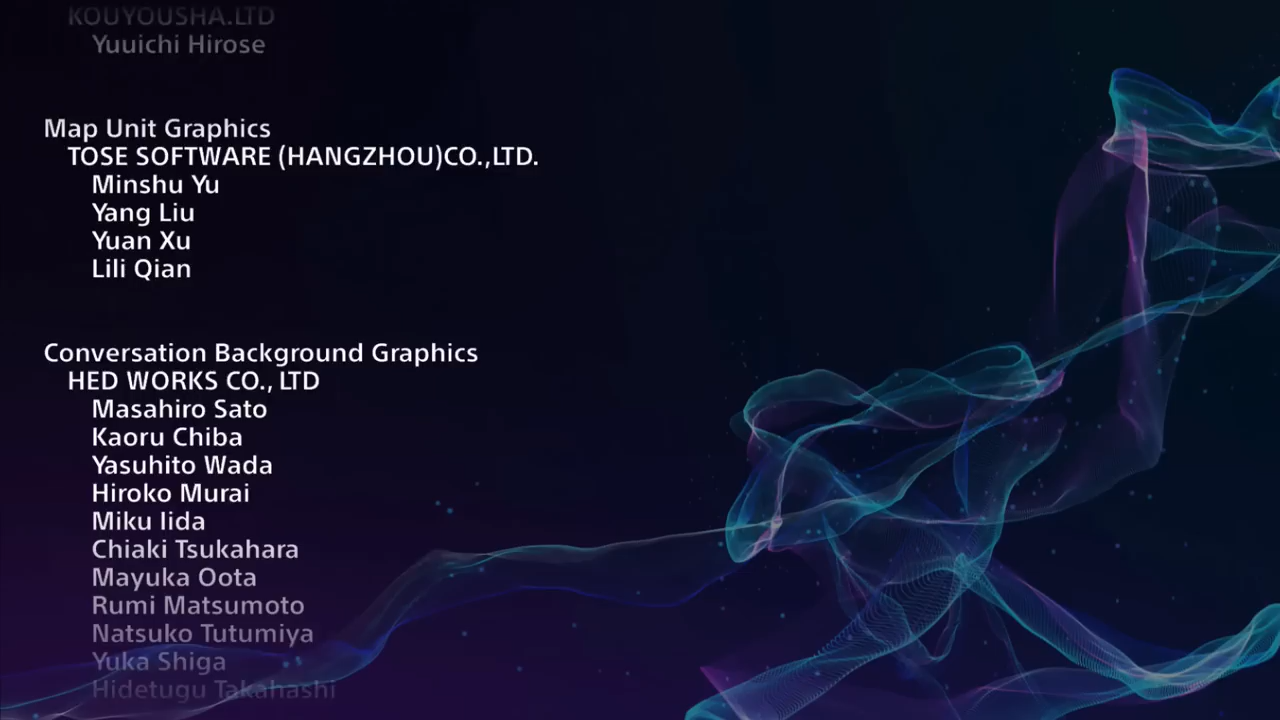 KOUYOUSHA.LTD
Yuuichi Hirose
Map Unit Graphics
TOSE SOFTWARE (HANGZHOU)CO.,LTD.
Minshu Yu
Yang Liu
Yuan Xu
Lili Qian
Conversation Background Graphics
HED WORKS CO., LTD
Masahiro Sato
Kaoru Chiba
Yasuhito Wada
Hiroko Murai
Miku Iida
Chiaki Tsukahara
Mayuka Oota
Rumi Matsumoto
Natsuko Tutumiya
Yuka Shiga
Hidetugu Takahashi